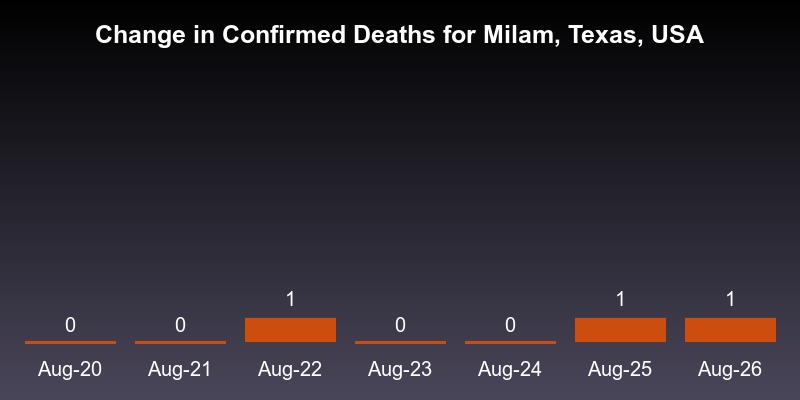 Change in Confirmed Deaths for Milam, Texas, USA
0 0 1 0 0 1 1
Aug-20 Aug-21 Aug-22 Aug-23 Aug-24 Aug-25 Aug-26